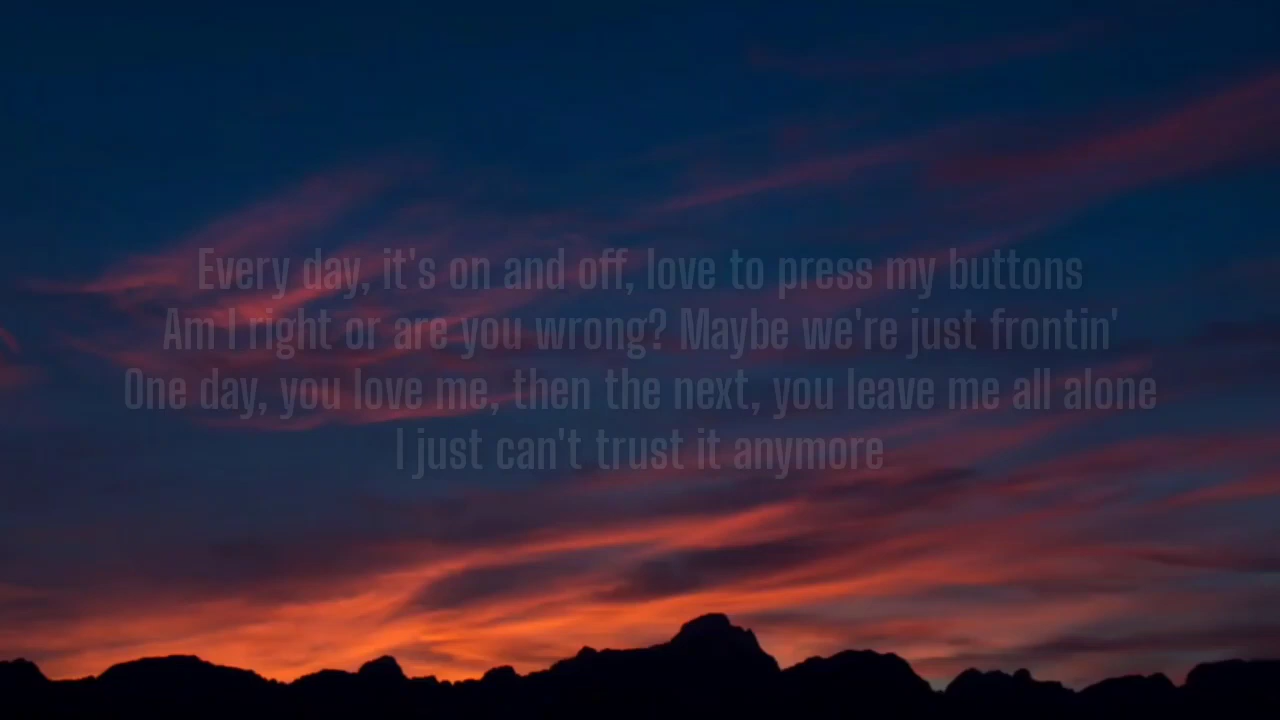 Every day, it's on and off, love to press my buttons
Am I right or are you wrong? Maybe we're just frontin'
One day, you love me, then the next, you leave me all alone
I just can't trust it anymore